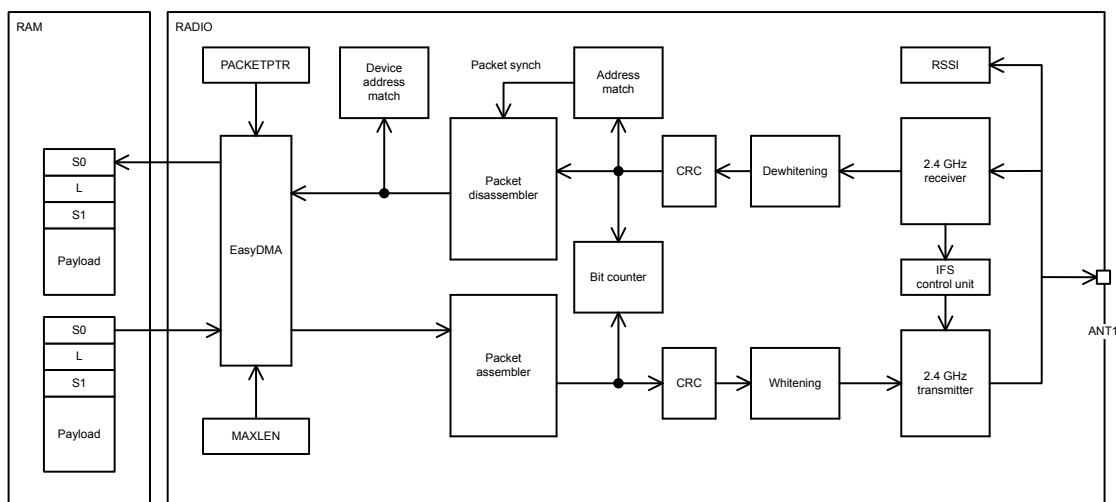 RAM
RADIO
PACKETPTR
Device
address
match
Packet synch
Address
match
RSSI
S0
L
S1
Payload
EasyDMA
Packet
disassembler
CRC
Dewhitening
2.4 GHz
receiver
Bit counter
IFS
control unit
ANT1
S0
L
S1
Payload
Packet
assembler
CRC
Whitening
2.4 GHz
transmitter
MAXLEN